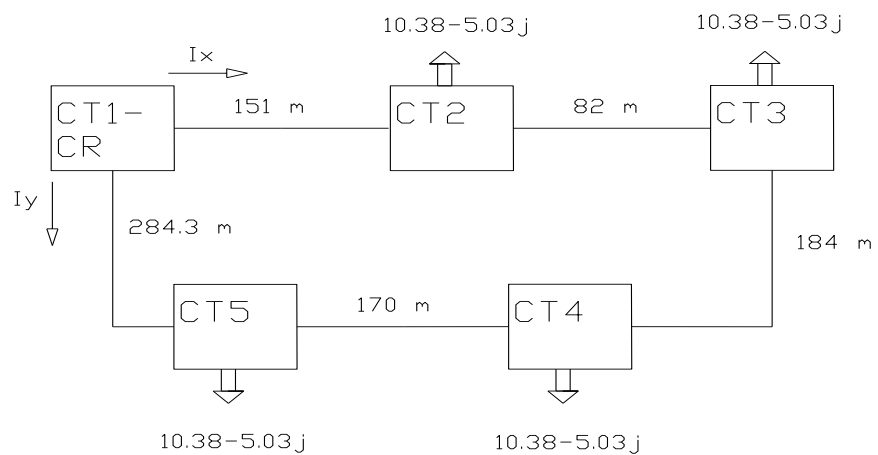 10.38-5.03j
10.38-5.03j
Ix
CT1-
CR
151 m
CT2
82 m
CT3
Iy
284.3 m
184 m
CT5
170 m
CT4
10.38-5.03j
10.38-5.03j